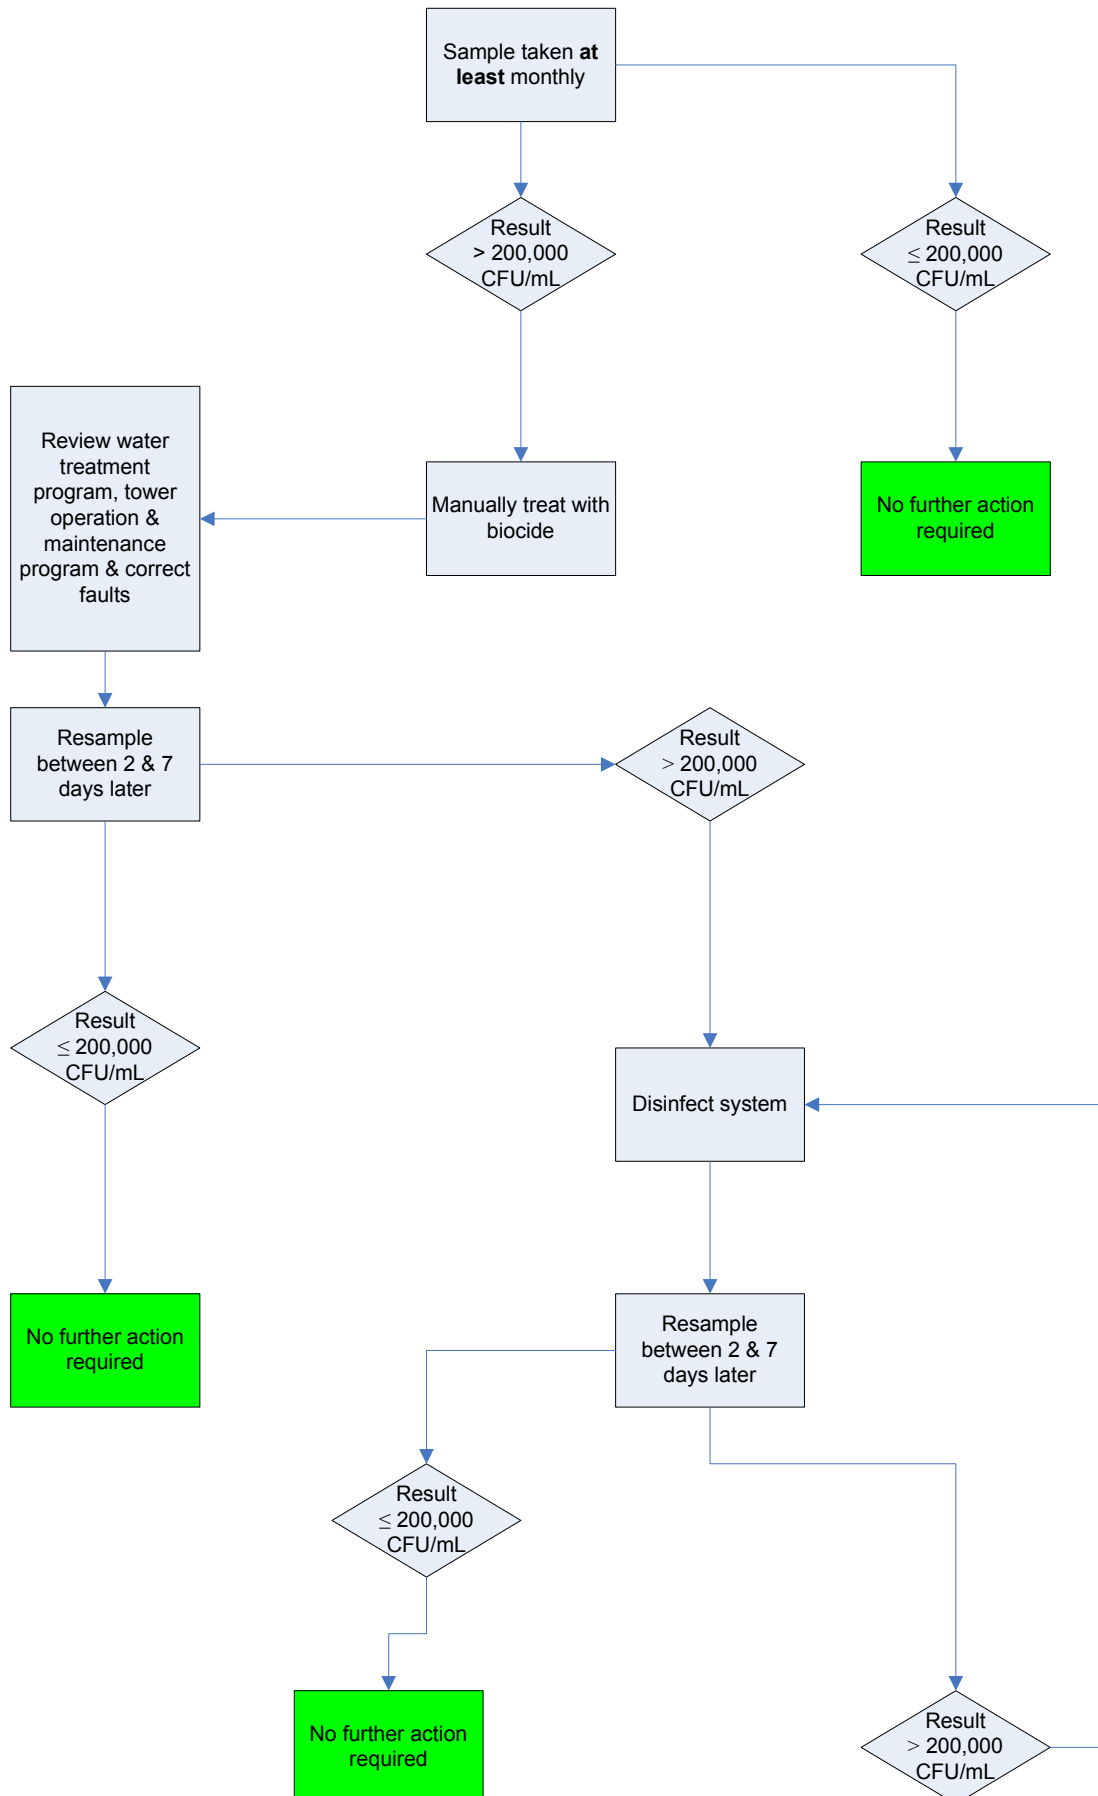 Sample taken at
least monthly
Result
> 200,000
CFU/mL
Result
≤ 200,000
CFU/mL
Review water
treatment
program, tower
operation &
maintenance
program & correct
faults
Manually treat with
biocide
No further action
required
Resample
between 2 & 7
days later
Result
> 200,000
CFU/mL
Result
≤ 200,000
CFU/mL
Disinfect system
No further action
required
Resample
between 2 & 7
days later
Result
≤ 200,000
CFU/mL
No further action
required
Result
> 200,000
CFU/mL